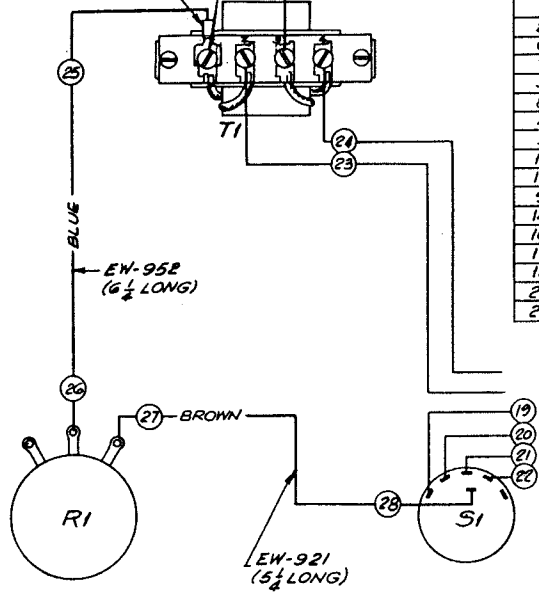 25
T1
24
23
BLUE
EW-952
(6 1/4 LONG)
26
27
BROWN
19
20
21
22
R1
28
S1
EW-921
(5 1/4 LONG)